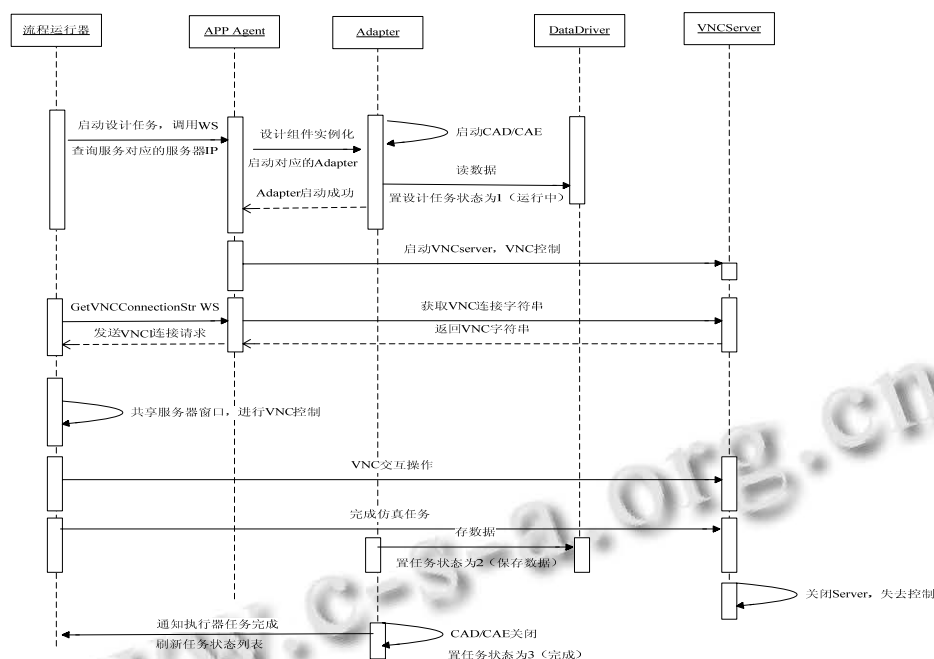 流程运行器
APP Agent
Adapter
DataDriver
VNCServer
启动设计任务，调用WS
查询服务对应的服务器IP
设计组件实例化
启动对应的Adapter
启动CAD/CAE
读数据
置设计任务状态为1（运行中）
Adapter启动成功
启动VNCserver，VNC控制
GetVNCConnectionStr WS
获取VNC连接字符串
发送VNCl连接请求
返回VNC字符串
共享服务器窗口，进行VNC控制
VNC交互操作
完成仿真任务
存数据
置任务状态为2（保存数据）
关闭Server，失去控制
通知执行器任务完成
刷新任务状态列表
CAD/CAE关闭
置任务状态为3（完成）
www.c-s-a.org.cn